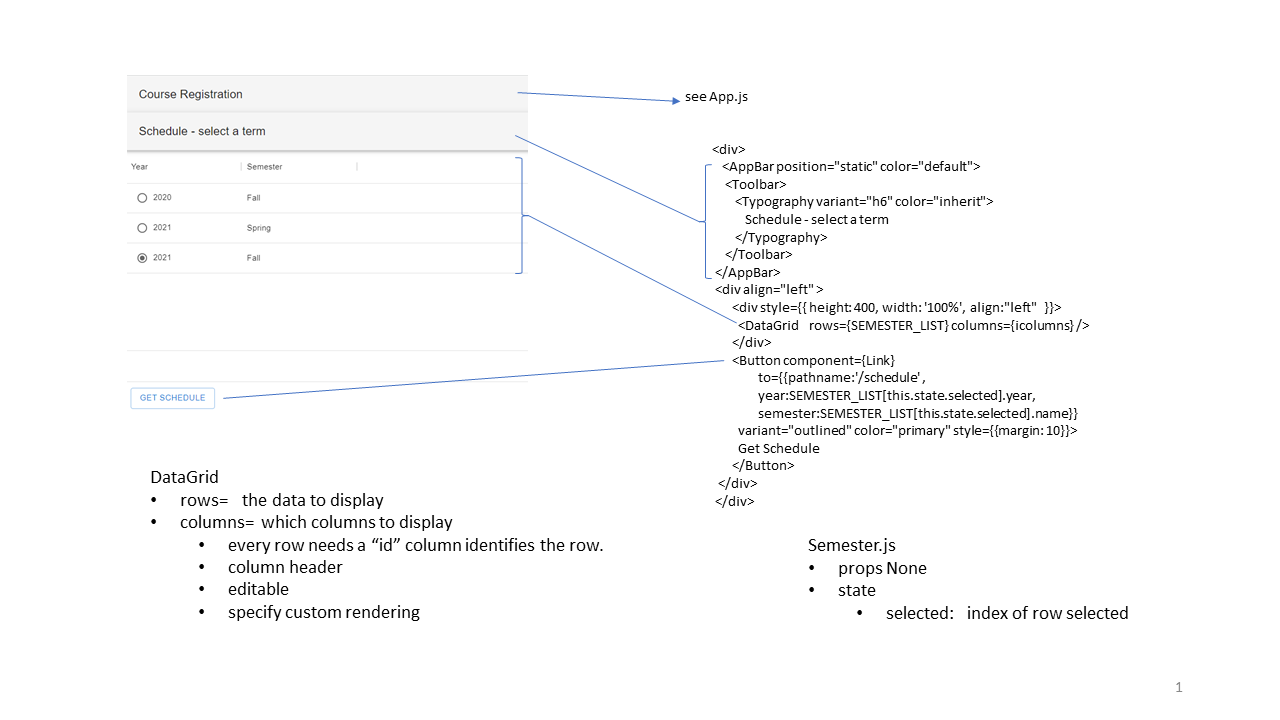 Course Registration
Schedule - select a term
Year
Semester
2020
Fall
2021
Spring
2021
Fall
GET SCHEDULE
see App.js
<div>
<AppBar position="static" color="default">
<Toolbar>
<Typography variant="h6" color="inherit">
Schedule - select a term
</Typography>
</Toolbar>
</AppBar>
<div align="left" >
<div style={{ height: 400, width: '100%', align:"left" }}>
<DataGrid rows={SEMESTER_LIST} columns={icolumns} />
</div>
<Button component={Link}
to={{pathname:'/schedule' ,
year:SEMESTER_LIST[this.state.selected].year,
semester:SEMESTER_LIST[this.state.selected].name}}
variant="outlined" color="primary" style={{margin: 10}}>
Get Schedule
</Button>
</div>
</div>
DataGrid
• rows= the data to display
• columns= which columns to display
• every row needs a “id” column identifies the row.
• column header
• editable
• specify custom rendering
Semester.js
• props None
• state
• selected: index of row selected
1